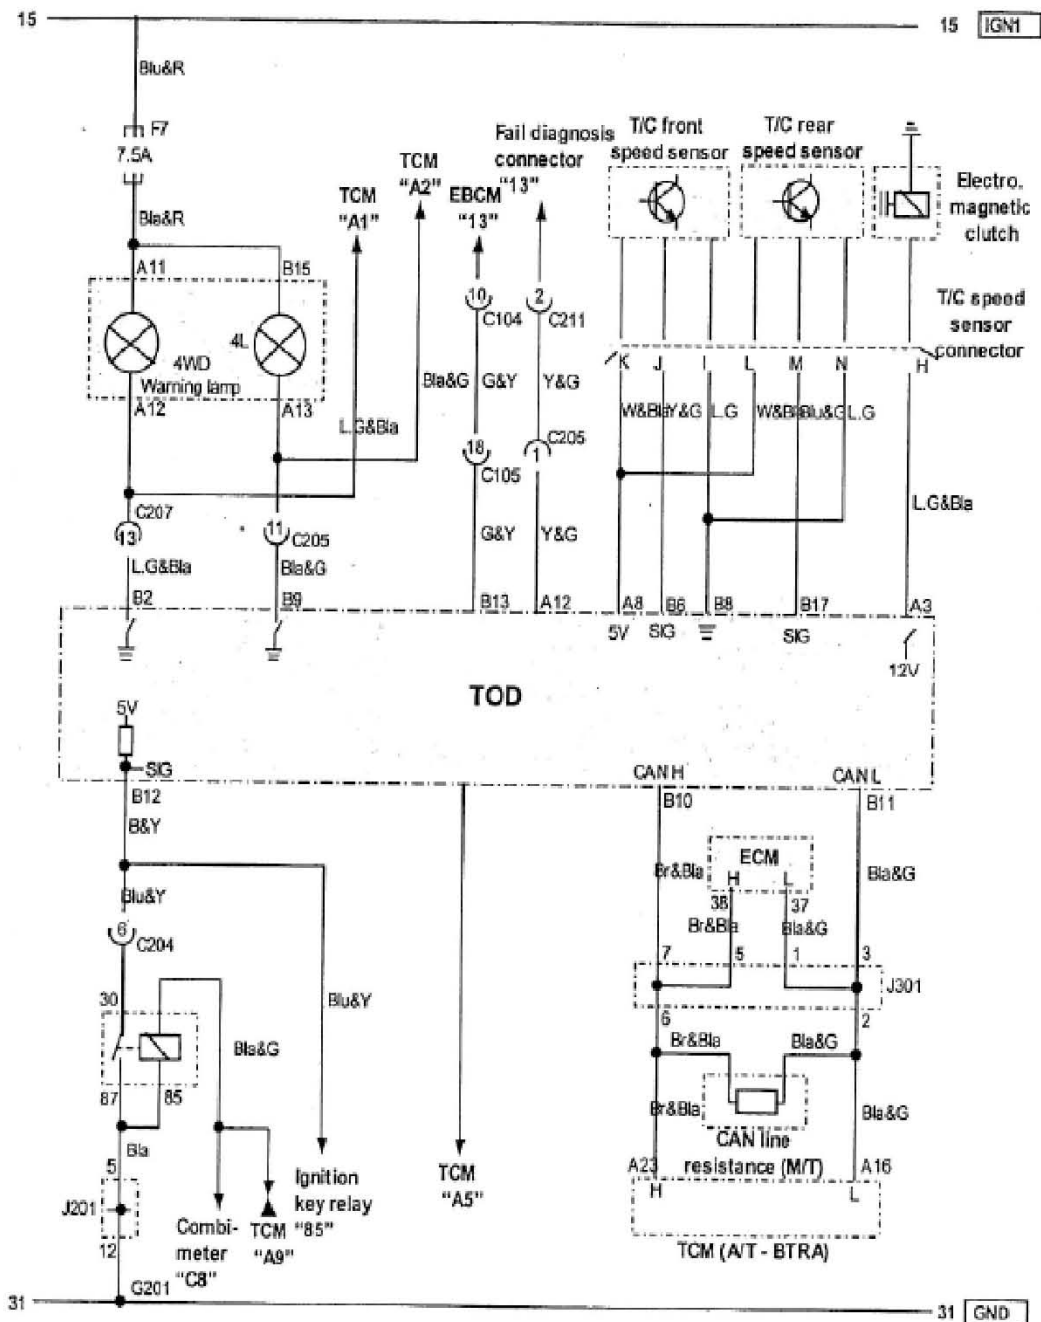 15
15 IGN1
Blu&R
F7
7.5A
Bla&R
A11
B15
4WD
Warning lamp
4L
A12
A13
TCM
"A1"
TCM
"A2"
EBCM
"13"
Fail diagnosis
connector
"13"
T/C front
speed sensor
T/C rear
speed sensor
Electro.
magnetic
clutch
T/C speed
sensor
connector
10
C104
2
C211
K J I L M N H
Bla&G
G&Y
Y&G
W&Bla
Y&G
L.G
W&Bla
Blu&G
L.G
L.G&Bla
18
C105
C205
1
C207
13
11
C205
L.G&Bla
Bla&G
G&Y
Y&G
L.G&Bla
B2
B9
B13
A12
A8
B6
B8
B17
A3
5V
SIG
SIG
12V
TOD
5V
SIG
CAN H
CAN L
B12
B10
B11
B&Y
Blu&Y
6
C204
Br&Bla
ECM
H L
38
37
Bla&G
Br&Bla
Bla&G
7 5 1 3
J301
6
2
30
Bla&G
Blu&Y
87
85
Br&Bla
Bla&G
Br&Bla
Bla&G
CAN line
resistance (M/T)
Bla
5
J201
12
G201
Combi-
meter
"C8"
TCM
"A9"
Ignition
key relay
"85"
TCM
"A5"
A23
A16
H
L
TCM (A/T - BTRA)
31
31 GND